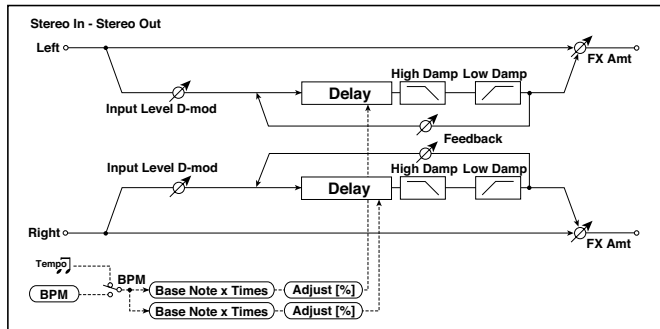 Stereo In - Stereo Out
Left
FX Amt
High Damp
Low Damp
Delay
Input Level D-mod
Feedback
Input Level D-mod
High Damp
Low Damp
Delay
Right
FX Amt
Tempo
BPM
BPM
Base Note x Times
Adjust [%]
Base Note x Times
Adjust [%]